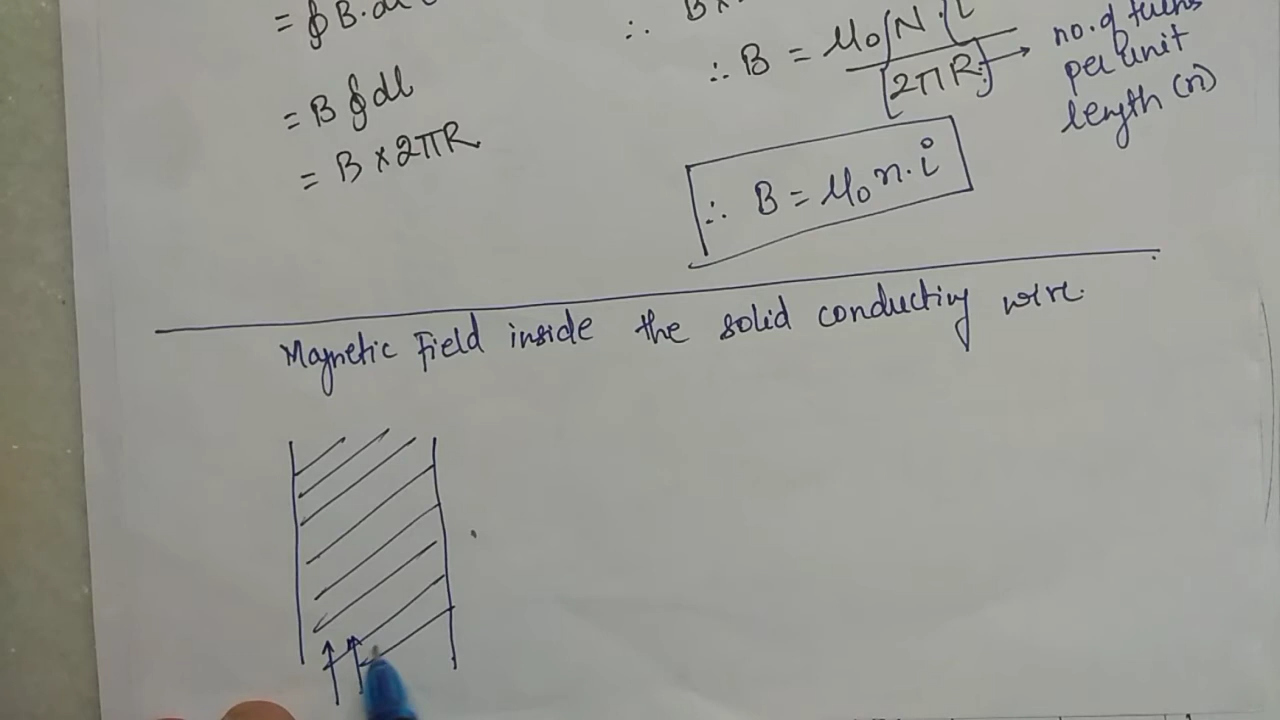 = ∮ B.dl
= B ∮ dl
= B × 2πR
∴ B
∴ B = μ₀ [N.i / [2πR]
no. of turns
per unit
length (n)
∴ B = μ₀ n. i
Magnetic Field inside the solid conducting wire.